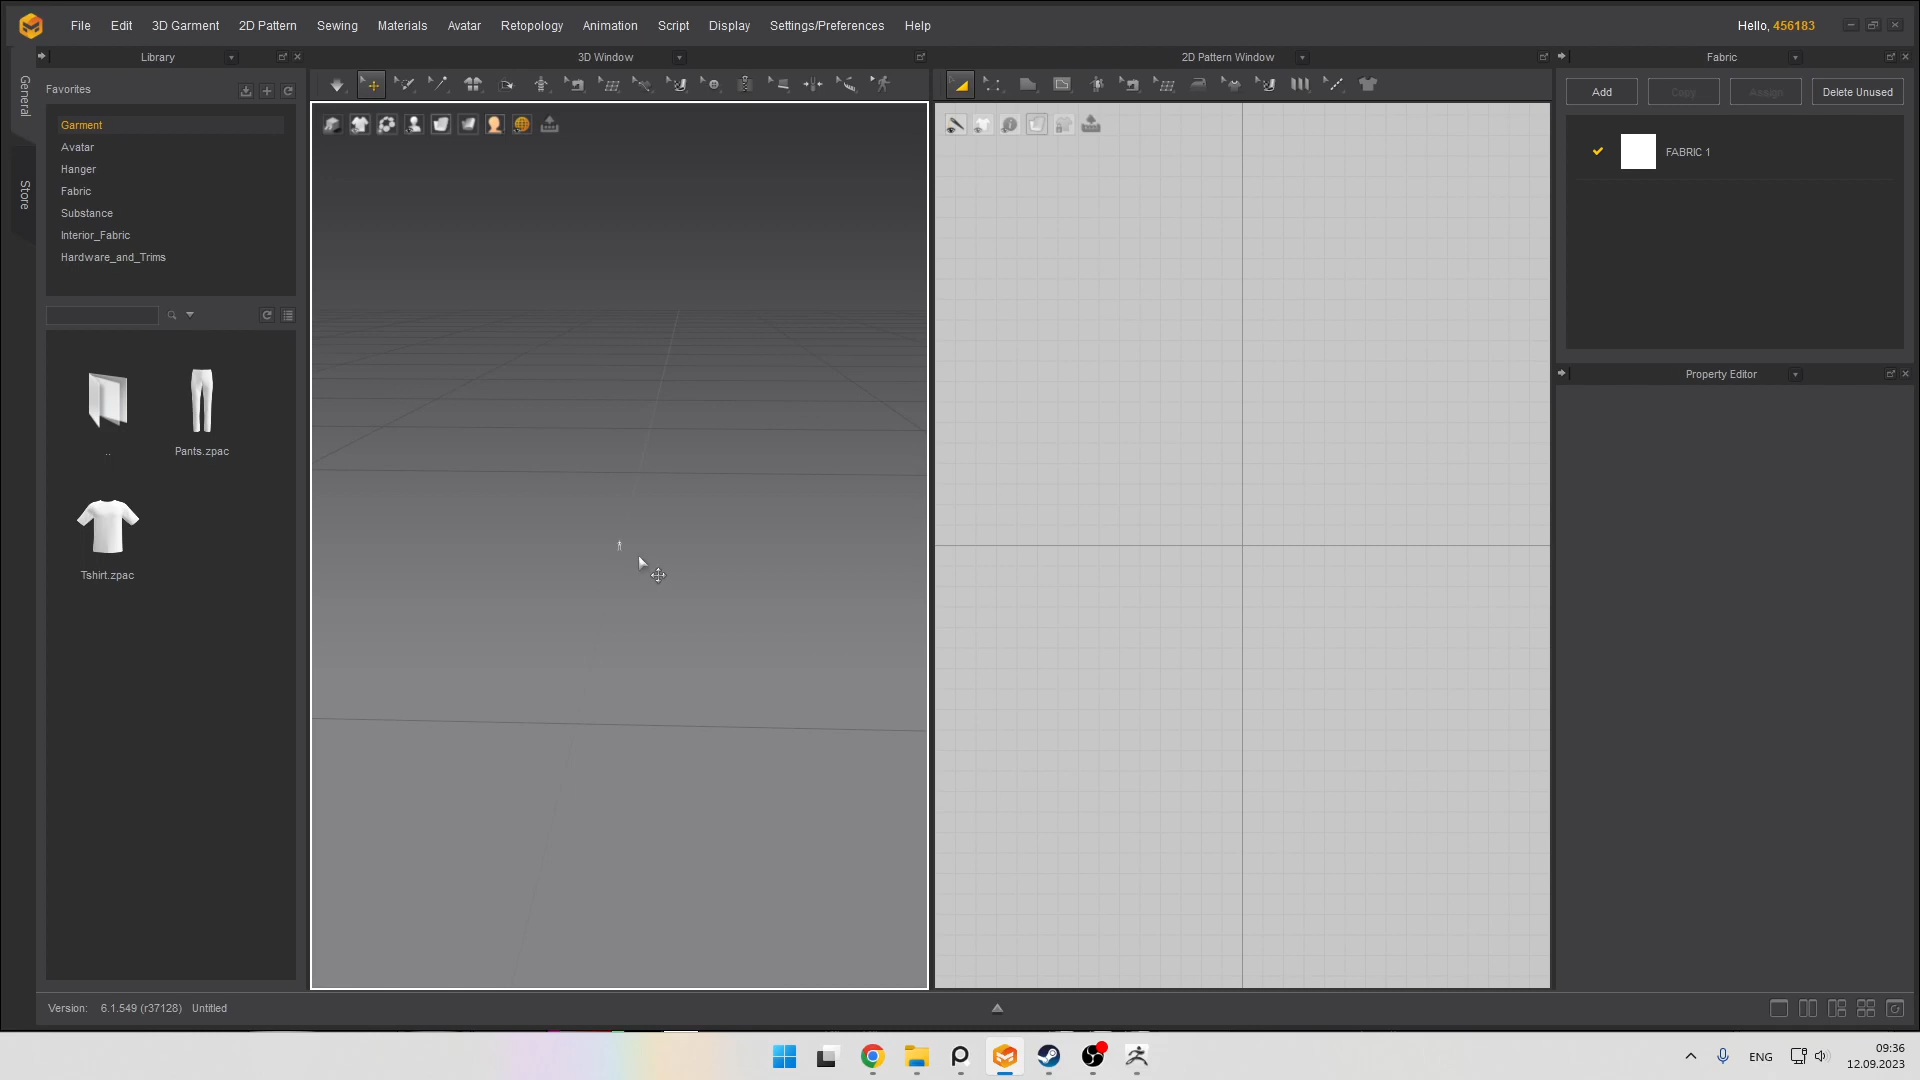 File Edit 3D Garment 2D Pattern Sewing Materials Avatar Retopology Animation Script Display Settings/Preferences Help Hello, 456183
Library 3D Window 2D Pattern Window Fabric
General
Store
Favorites
Garment
Avatar
Hanger
Fabric
Substance
Interior_Fabric
Hardware_and_Trims
..
Pants.zpac
Tshirt.zpac
Add Copy Assign Delete Unused
FABRIC 1
Property Editor
Version: 6.1.549 (r37128) Untitled
ENG
09:36
12.09.2023